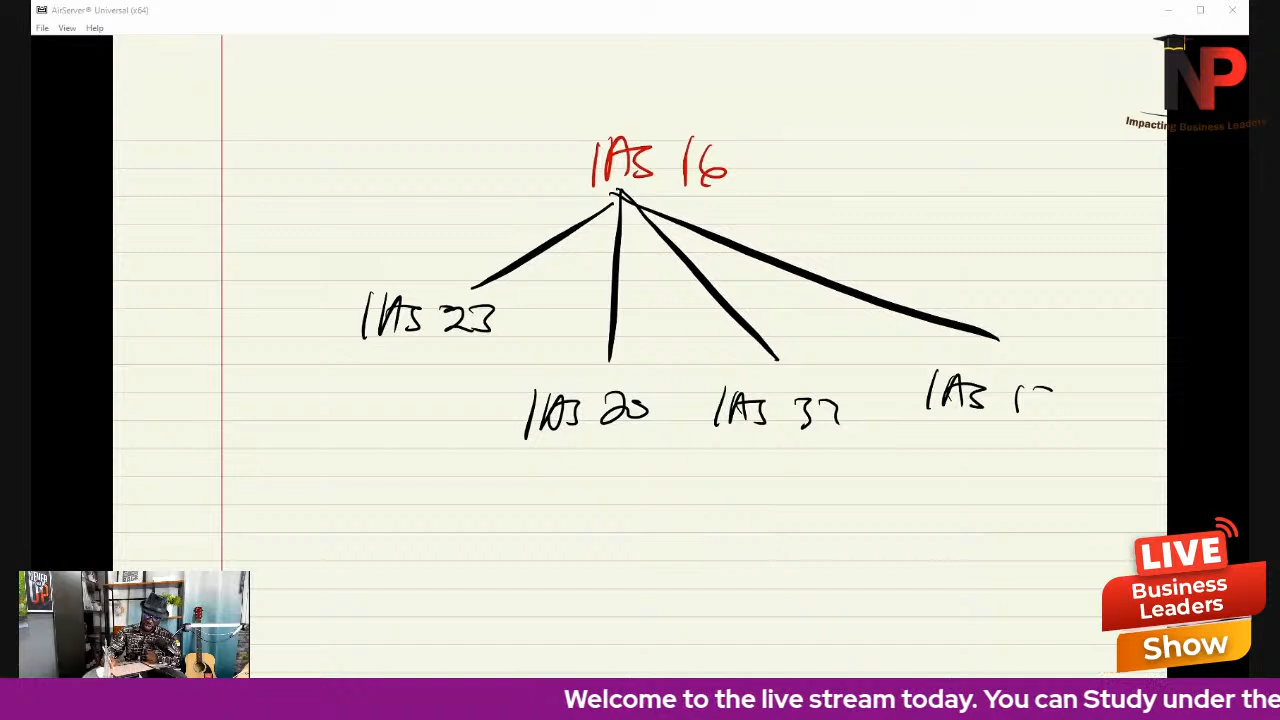 AirServer® Universal (x64)
File View Help
NP
Impacting Business Leaders
IAS 16
IAS 23
IAS 20 IAS 37 IAS
LIVE
Business
Leaders
Show
Welcome to the live stream today. You can Study under the